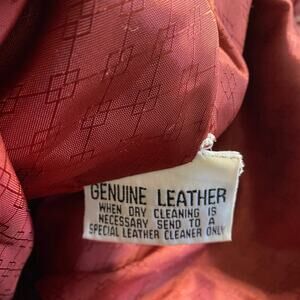 GENUINE LEATHER
WHEN DRY CLEANING IS
NECESSARY SEND TO A
SPECIAL LEATHER CLEANER ONLY